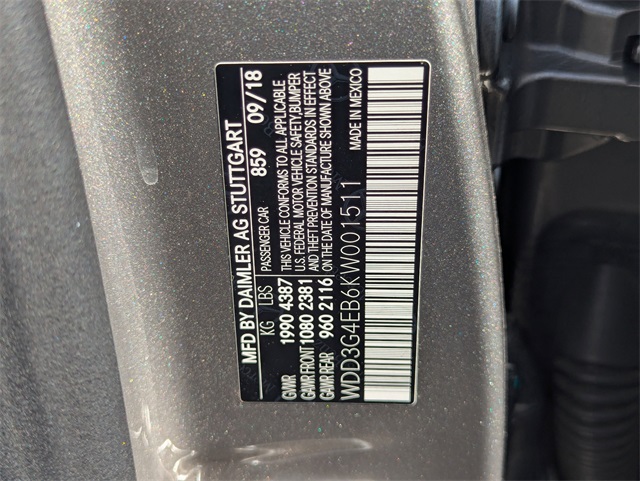 MFD BY DAIMLER AG STUTTGART
KG LBS PASSENGER CAR 859 09/18
GVWR 1990 4387 THIS VEHICLE CONFORMS TO ALL APPLICABLE
GAWR FRONT 1080 2381 U.S. FEDERAL MOTOR VEHICLE SAFETY,BUMPER
GAWR REAR 960 2116 AND THEFT PREVENTION STANDARDS IN EFFECT
ON THE DATE OF MANUFACTURE SHOWN ABOVE
WDD3G4EB6KW001511 MADE IN MEXICO